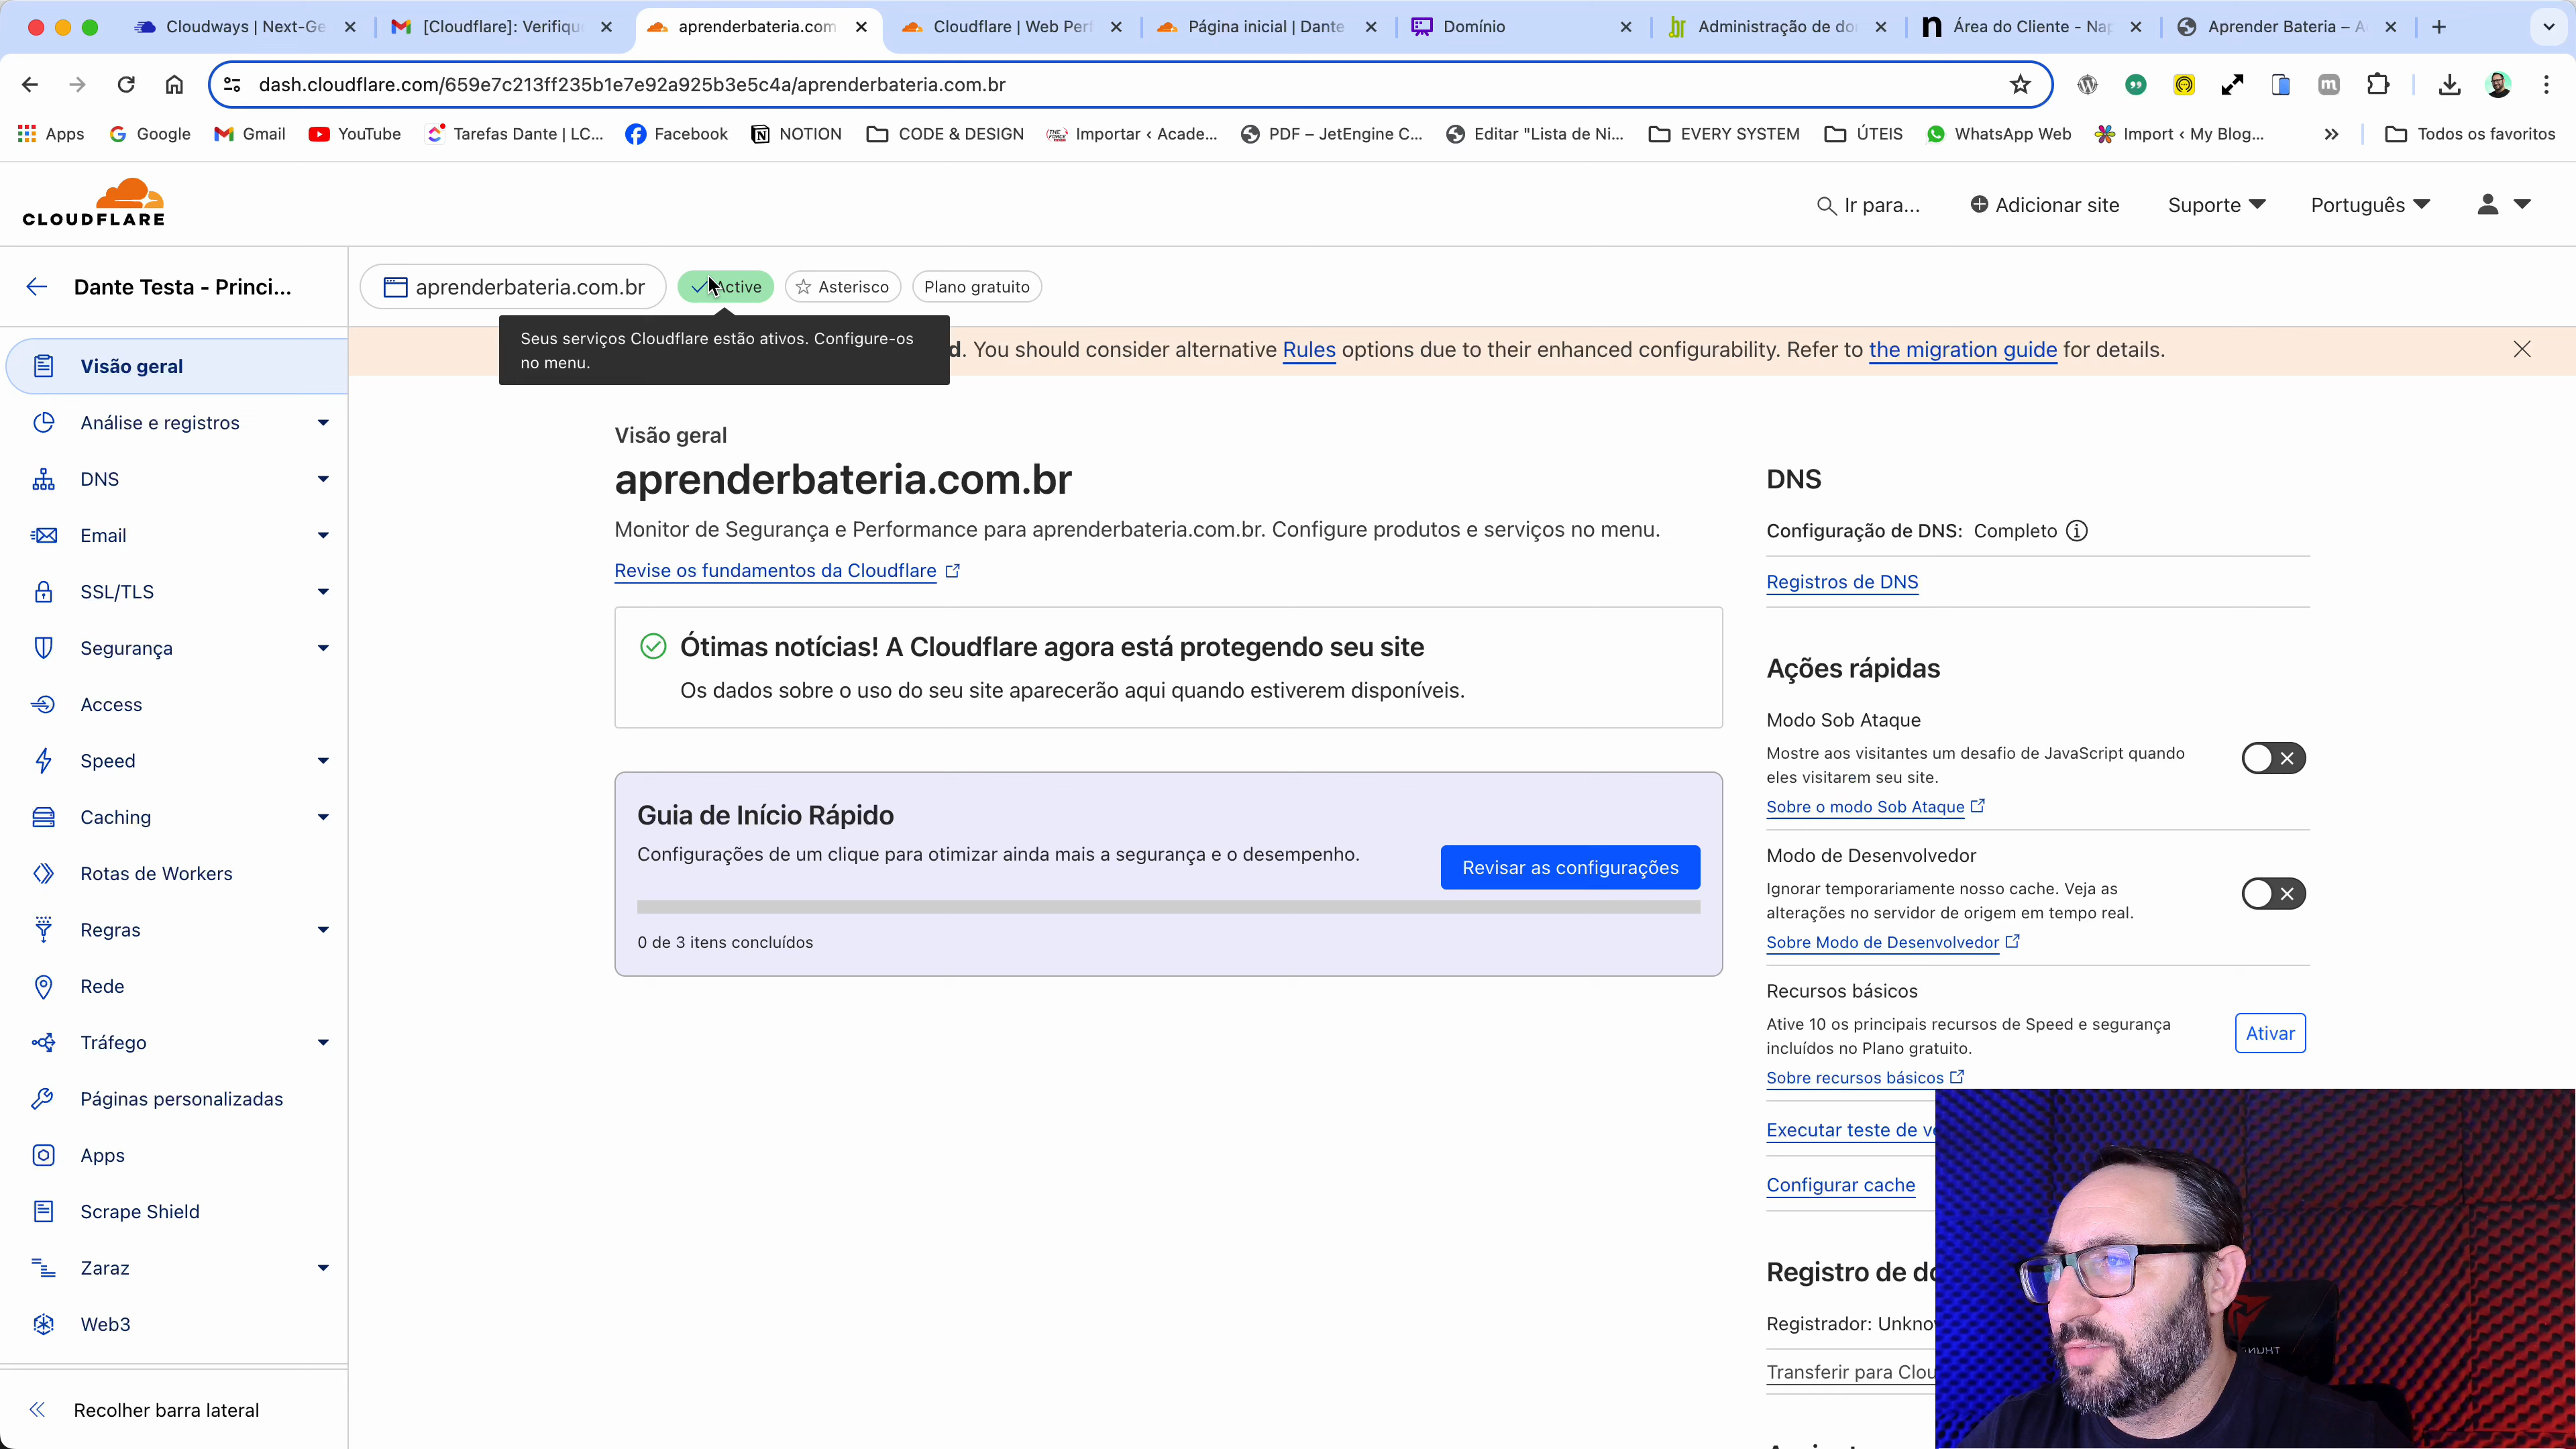 Cloudways | Next-Ge
[Cloudflare]: Verifiqu
aprenderbateria.com
Cloudflare | Web Perf
Página inicial | Dante
Domínio
Administração de do
Área do Cliente - Nap
Aprender Bateria – A
dash.cloudflare.com/659e7c213ff235b1e7e92a925b3e5c4a/aprenderbateria.com.br
Apps
Google
Gmail
YouTube
Tarefas Dante | LC...
Facebook
NOTION
CODE & DESIGN
Importar ‹ Acade...
PDF – JetEngine C...
Editar "Lista de Ni...
EVERY SYSTEM
ÚTEIS
WhatsApp Web
Import ‹ My Blog...
Todos os favoritos
CLOUDFLARE
Ir para...
Adicionar site
Suporte
Português
Dante Testa - Princi...
aprenderbateria.com.br
Active
Asterisco
Plano gratuito
Seus serviços Cloudflare estão ativos. Configure-os
no menu.
d. You should consider alternative Rules options due to their enhanced configurability. Refer to the migration guide for details.
Visão geral
Análise e registros
DNS
Email
SSL/TLS
Segurança
Access
Speed
Caching
Rotas de Workers
Regras
Rede
Tráfego
Páginas personalizadas
Apps
Scrape Shield
Zaraz
Web3
Recolher barra lateral
Visão geral
aprenderbateria.com.br
Monitor de Segurança e Performance para aprenderbateria.com.br. Configure produtos e serviços no menu.
Revise os fundamentos da Cloudflare
Ótimas notícias! A Cloudflare agora está protegendo seu site
Os dados sobre o uso do seu site aparecerão aqui quando estiverem disponíveis.
Guia de Início Rápido
Configurações de um clique para otimizar ainda mais a segurança e o desempenho.
Revisar as configurações
0 de 3 itens concluídos
DNS
Configuração de DNS: Completo
Registros de DNS
Ações rápidas
Modo Sob Ataque
Mostre aos visitantes um desafio de JavaScript quando
eles visitarem seu site.
Sobre o modo Sob Ataque
Modo de Desenvolvedor
Ignorar temporariamente nosso cache. Veja as
alterações no servidor de origem em tempo real.
Sobre Modo de Desenvolvedor
Recursos básicos
Ative 10 os principais recursos de Speed e segurança
incluídos no Plano gratuito.
Ativar
Sobre recursos básicos
Executar teste de ve
Configurar cache
Registro de do
Registrador: Unkno
Transferir para Clou